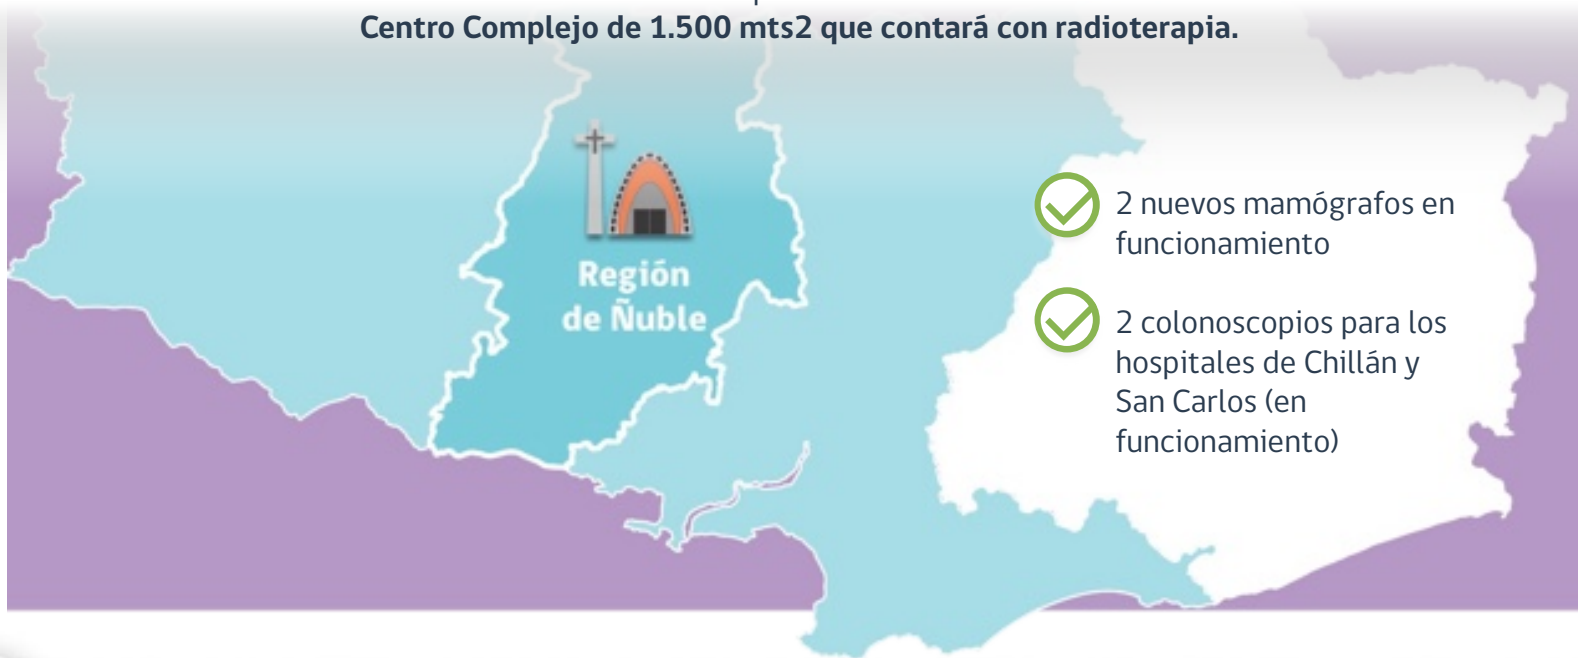 Centro Complejo de 1.500 mts2 que contará con radioterapia.
Región
de Ñuble
2 nuevos mamógrafos en
funcionamiento
2 colonoscopios para los
hospitales de Chillán y
San Carlos (en
funcionamiento)